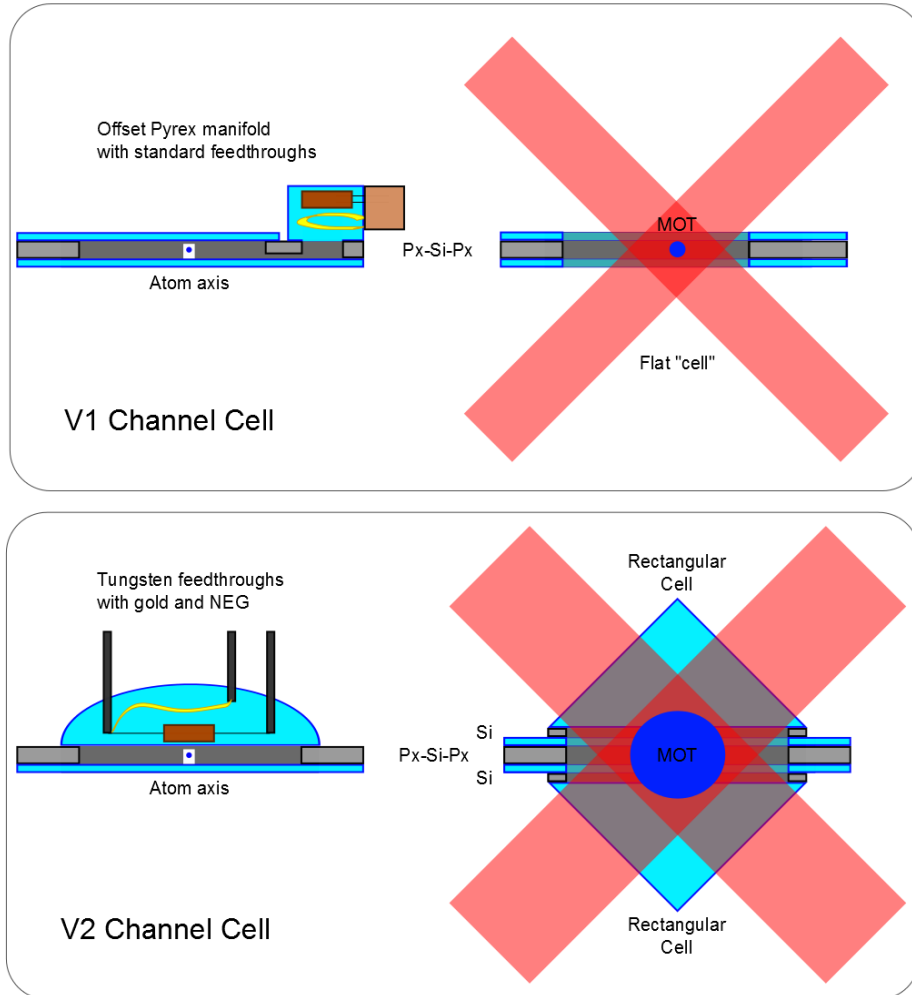 Offset Pyrex manifold
with standard feedthroughs
MOT
Px-Si-Px
Atom axis
Flat "cell"
V1 Channel Cell
Tungsten feedthroughs
with gold and NEG
Rectangular
Cell
Si
Px-Si-Px
MOT
Si
Atom axis
V2 Channel Cell
Rectangular
Cell